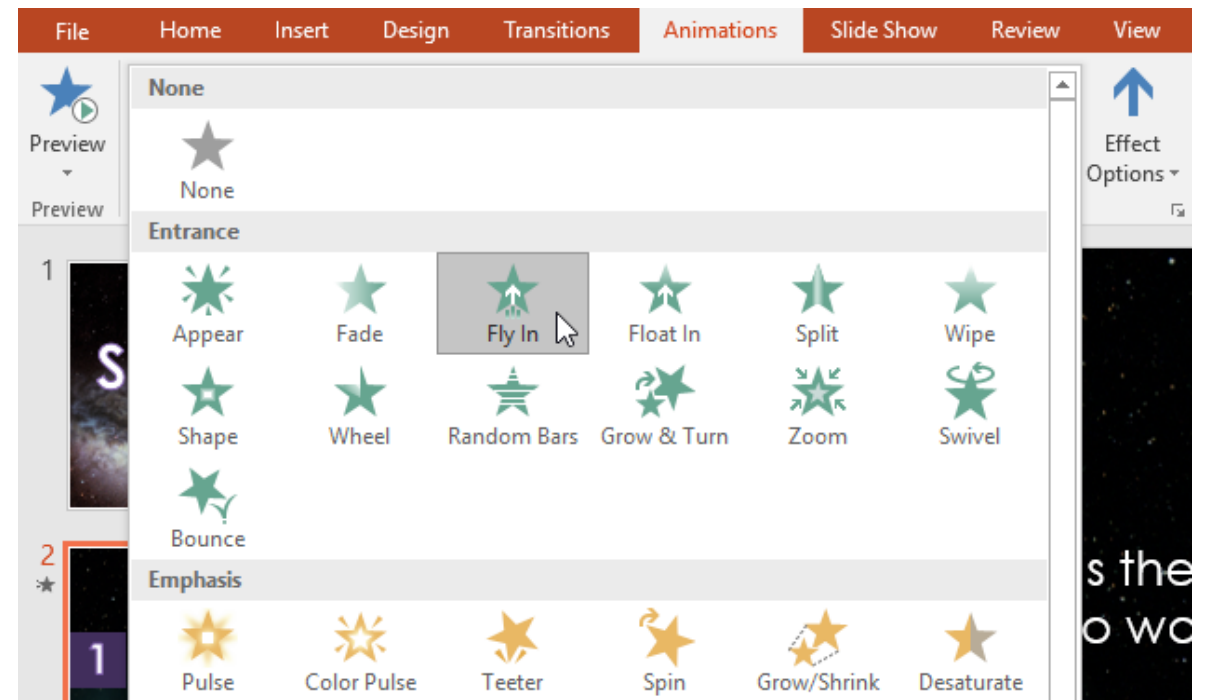 File Home Insert Design Transitions Animations Slide Show Review View
None
Preview
None
Effect
Options
Preview
Entrance
1
Appear Fade Fly In Float In Split Wipe
S
Shape Wheel Random Bars Grow & Turn Zoom Swivel
Bounce
2
Emphasis
s the
o wo
1
Pulse Color Pulse Teeter Spin Grow/Shrink Desaturate